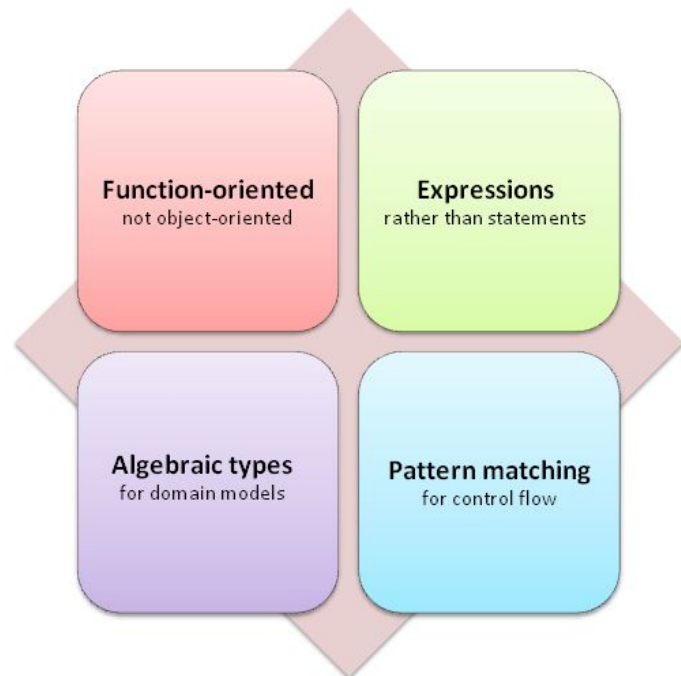 Function-oriented
not object-oriented
Expressions
rather than statements
Algebraic types
for domain models
Pattern matching
for control flow